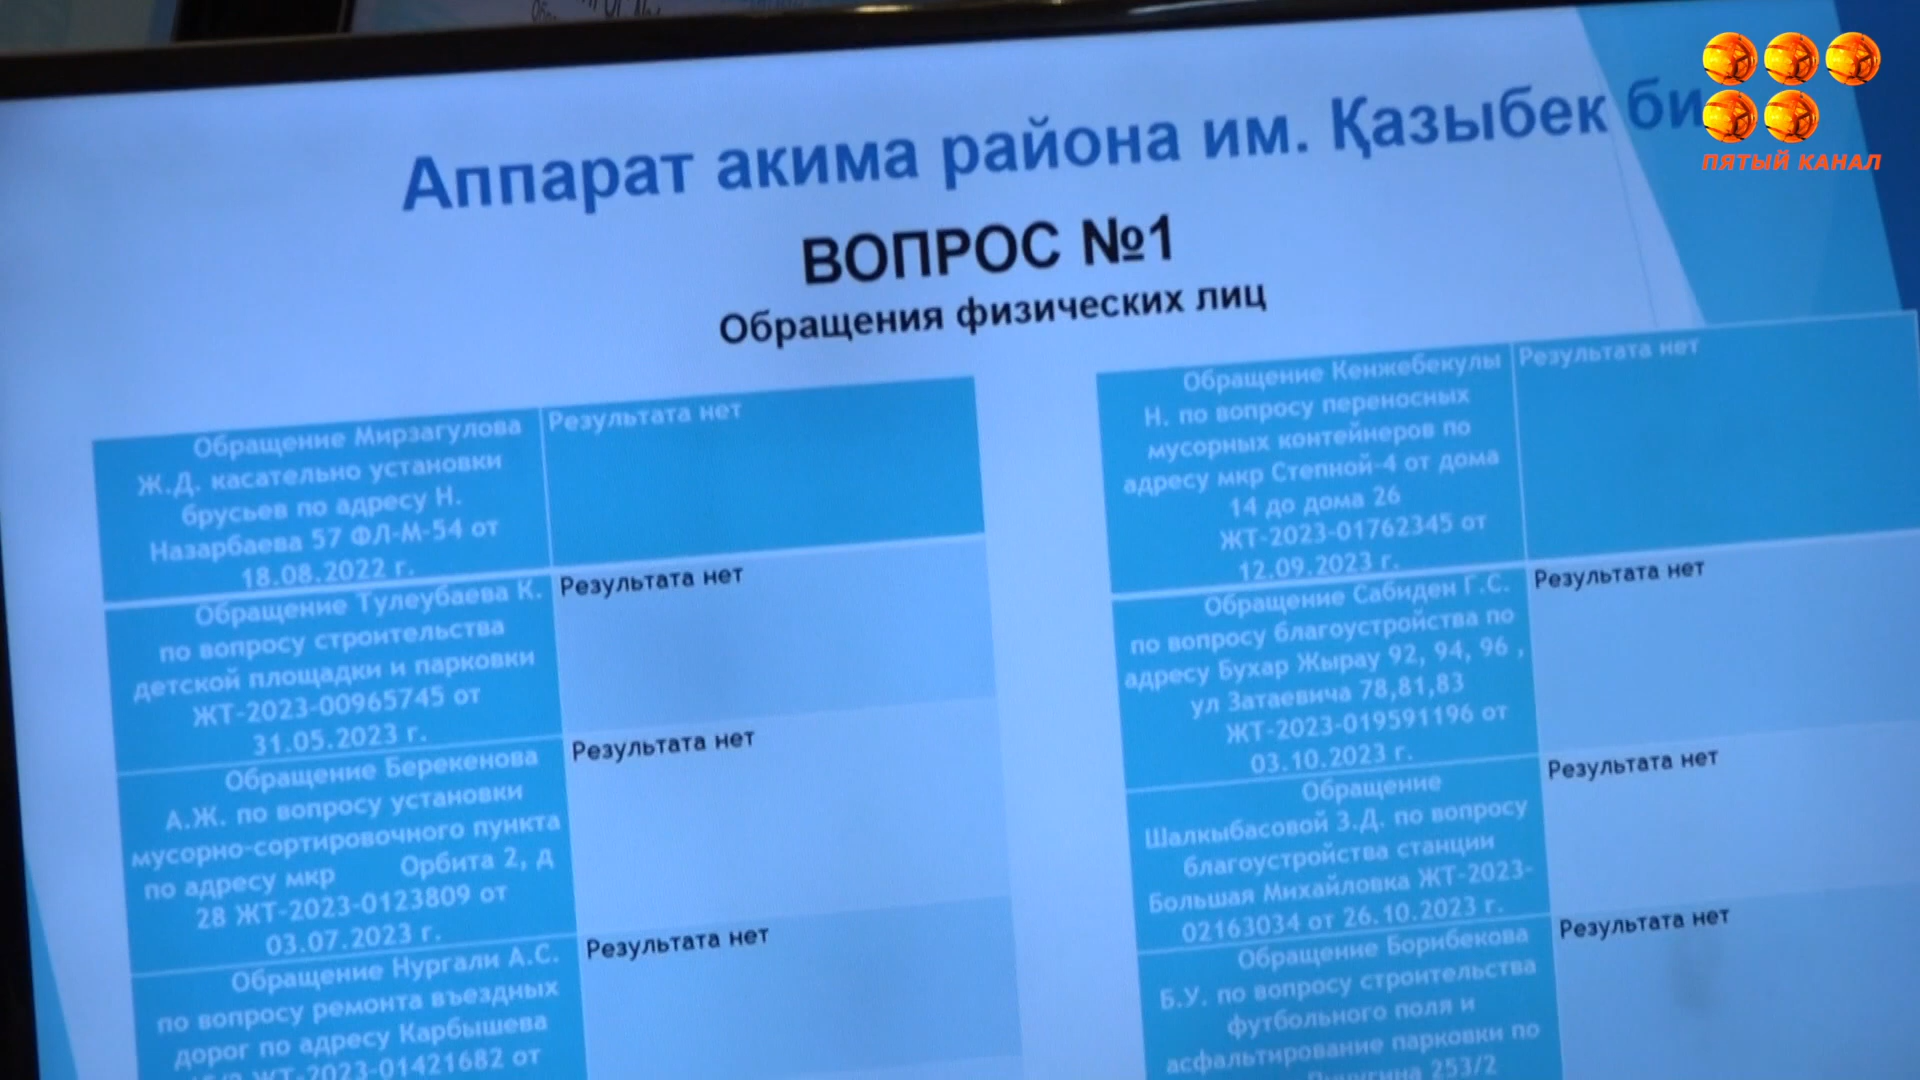 Аппарат акима района им. Қазыбек би
ПЯТЫЙ КАНАЛ
ВОПРОС №1
Обращения физических лиц
Обращение Мирзагулова
Ж.Д. касательно установки
брусьев по адресу Н.
Назарбаева 57 ФЛ-М-54 от
18.08.2022 г.
Результата нет
Обращение Тулеубаева К.
по вопросу строительства
детской площадки и парковки
ЖТ-2023-00965745 от
31.05.2023 г.
Результата нет
Обращение Берекенова
А.Ж. по вопросу установки
мусорно-сортировочного пункта
по адресу мкр Орбита 2, д
28 ЖТ-2023-0123809 от
03.07.2023 г.
Результата нет
Обращение Нургали А.С.
по вопросу ремонта въездных
дорог по адресу Карбышева
ЖТ-2023-01421682 от
Результата нет
Обращение Кенжебекулы
Н. по вопросу переносных
мусорных контейнеров по
адресу мкр Степной-4 от дома
14 до дома 26
ЖТ-2023-01762345 от
12.09.2023 г.
Результата нет
Обращение Сабиден Г.С.
по вопросу благоустройства по
адресу Бухар Жырау 92, 94, 96 ,
ул Затаевича 78,81,83
ЖТ-2023-019591196 от
03.10.2023 г.
Результата нет
Обращение
Шалкыбасовой З.Д. по вопросу
благоустройства станции
Большая Михайловка ЖТ-2023-
02163034 от 26.10.2023 г.
Результата нет
Обращение Борибекова
Б.У. по вопросу строительства
футбольного поля и
асфальтирование парковки по
253/2
Результата нет